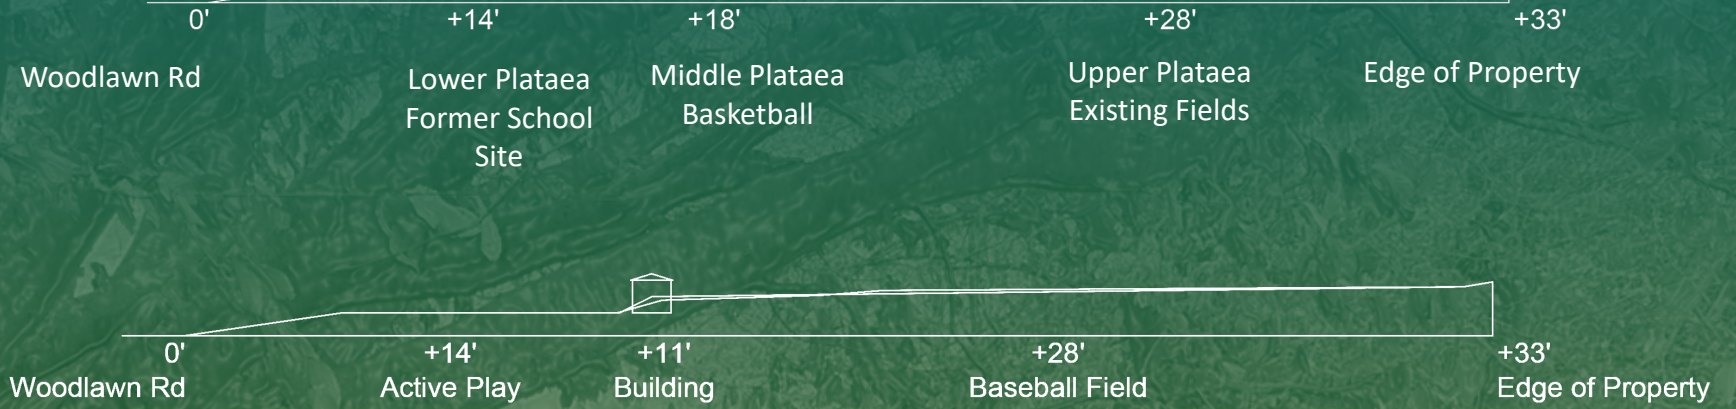 0' +14' +18' +28' +33'
Woodlawn Rd Lower Plataea Middle Plataea Upper Plataea Edge of Property
Former School Basketball Existing Fields
Site
0' +14' +11' +28' +33'
Woodlawn Rd Active Play Building Baseball Field Edge of Property